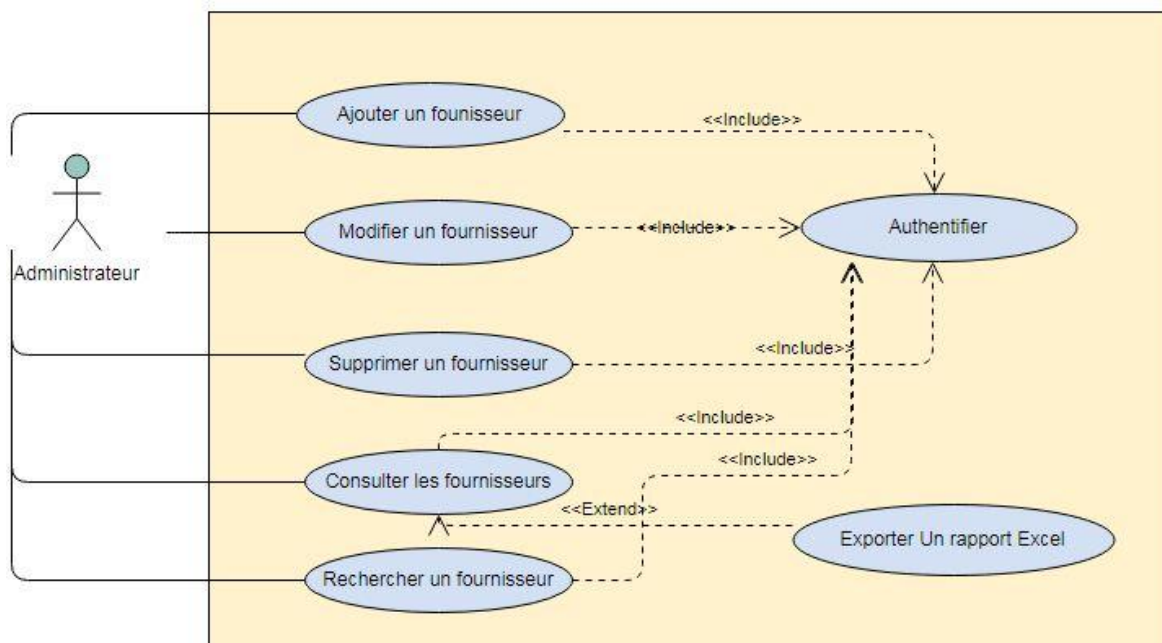 Ajouter un founisseur
<<Include>>
Modifier un fournisseur
<<Include>>
Authentifier
Administrateur
Supprimer un fournisseur
<<Include>>
<<Include>>
Consulter les fournisseurs
<<Include>>
<<Extend>>
Exporter Un rapport Excel
Rechercher un fournisseur